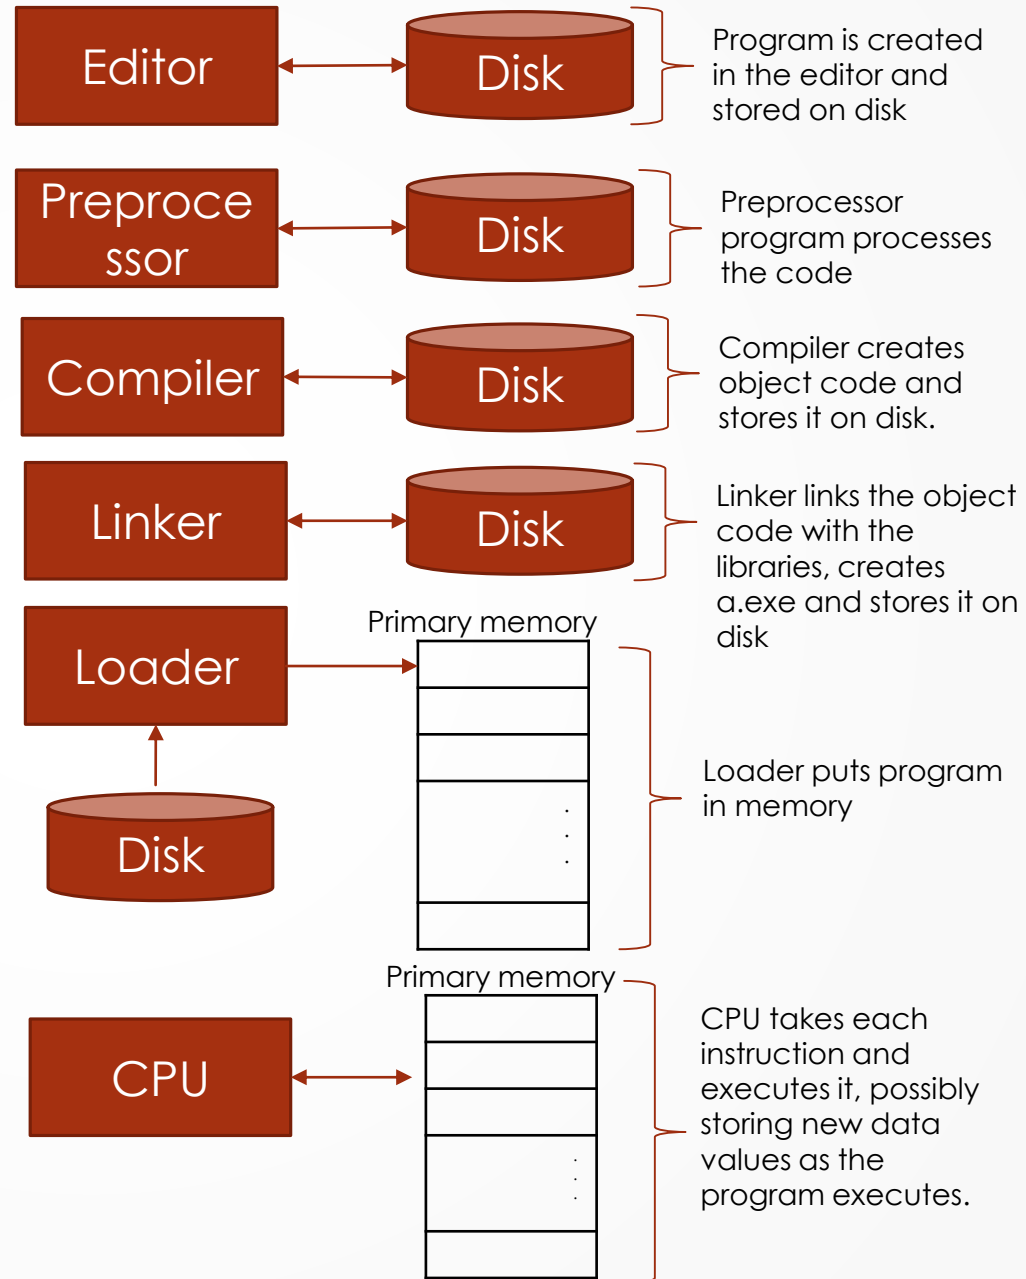 Editor
Disk
Program is created
in the editor and
stored on disk
Preproce
ssor
Disk
Preprocessor
program processes
the code
Compiler
Disk
Compiler creates
object code and
stores it on disk.
Linker
Disk
Linker links the object
code with the
libraries, creates
a.exe and stores it on
disk
Loader
Primary memory
.
.
.
Loader puts program
in memory
Disk
Primary memory
CPU
.
.
.
CPU takes each
instruction and
executes it, possibly
storing new data
values as the
program executes.